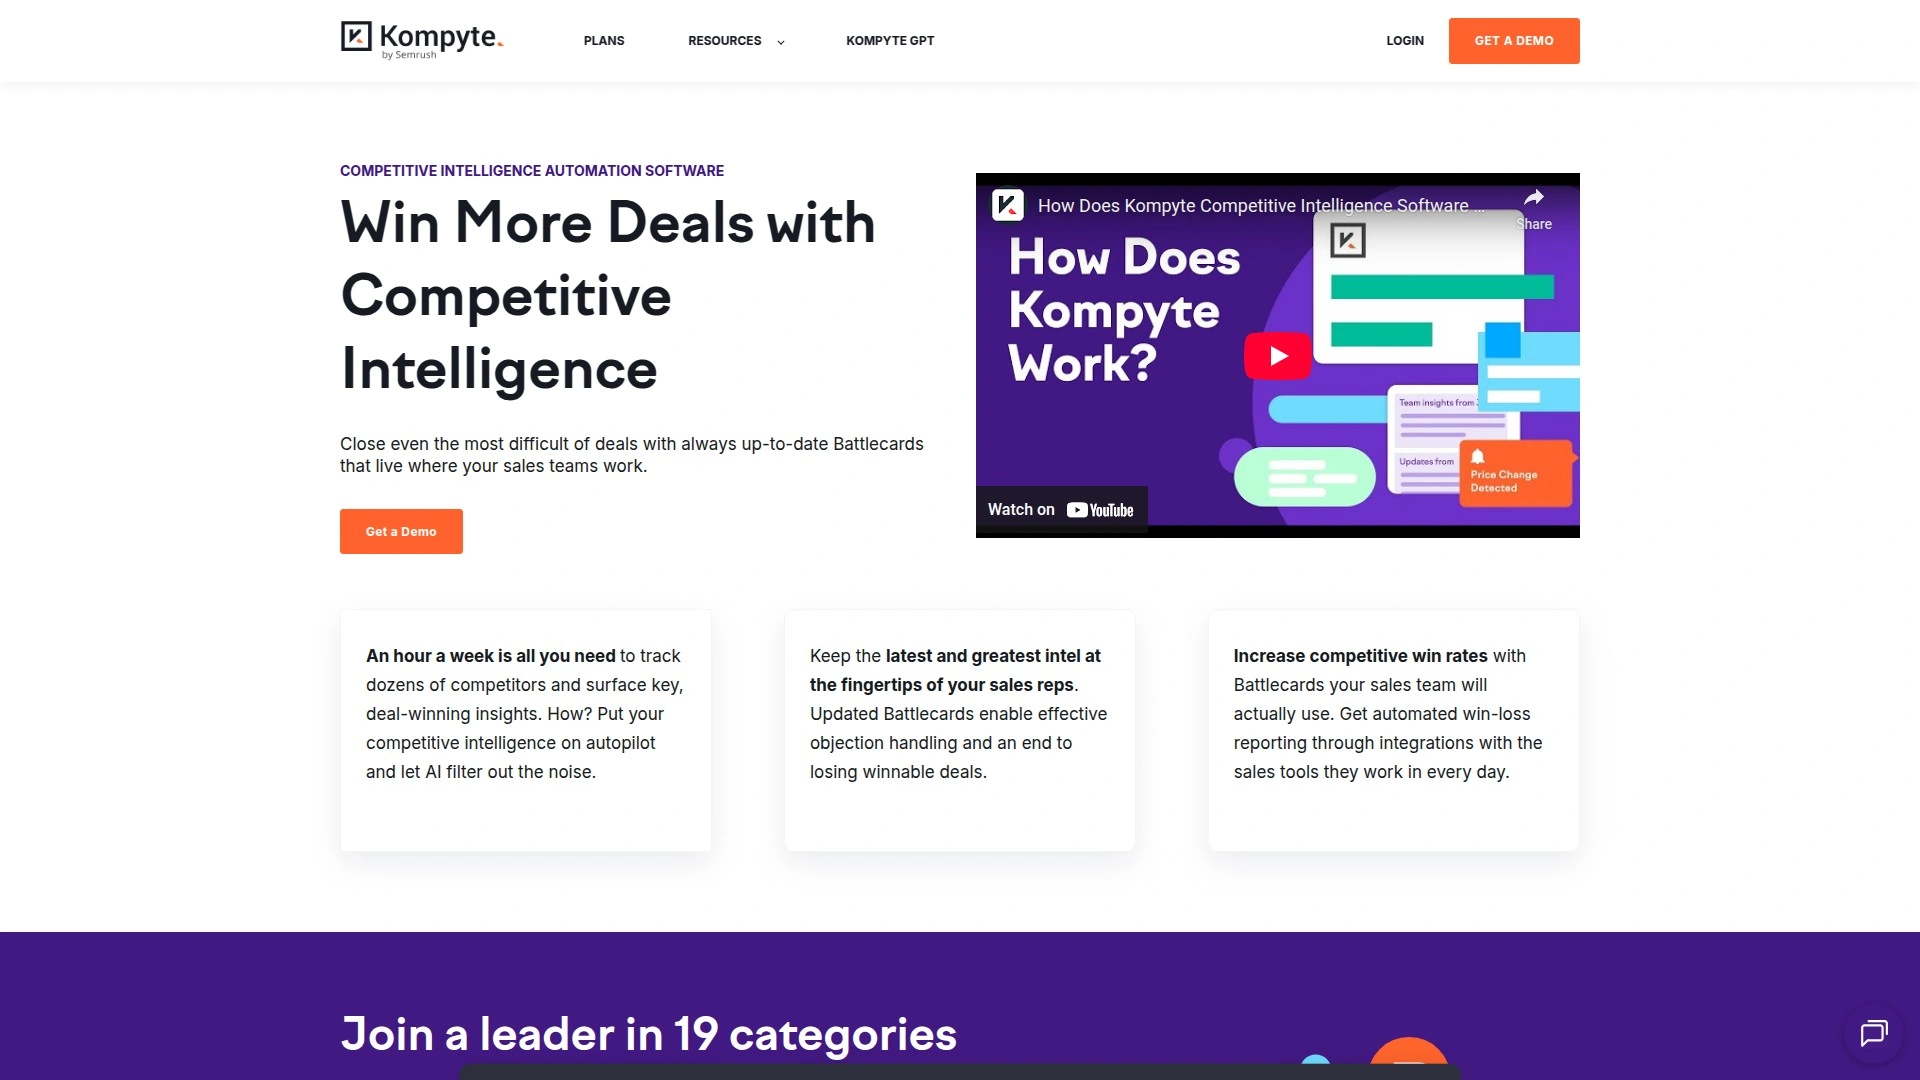 Kompyte.
by Semrush
PLANS
RESOURCES
KOMPYTE GPT
LOGIN
GET A DEMO
COMPETITIVE INTELLIGENCE AUTOMATION SOFTWARE
Win More Deals with
Competitive
Intelligence
Close even the most difficult of deals with always up-to-date Battlecards
that live where your sales teams work.
Get a Demo
How Does Kompyte Competitive Intelligence Software ...
Share
How Does
Kompyte
Work?
Team insights from
Updates from
Price Change
Detected
Watch on YouTube
An hour a week is all you need to track
dozens of competitors and surface key,
deal-winning insights. How? Put your
competitive intelligence on autopilot
and let AI filter out the noise.
Keep the latest and greatest intel at
the fingertips of your sales reps.
Updated Battlecards enable effective
objection handling and an end to
losing winnable deals.
Increase competitive win rates with
Battlecards your sales team will
actually use. Get automated win-loss
reporting through integrations with the
sales tools they work in every day.
Join a leader in 19 categories